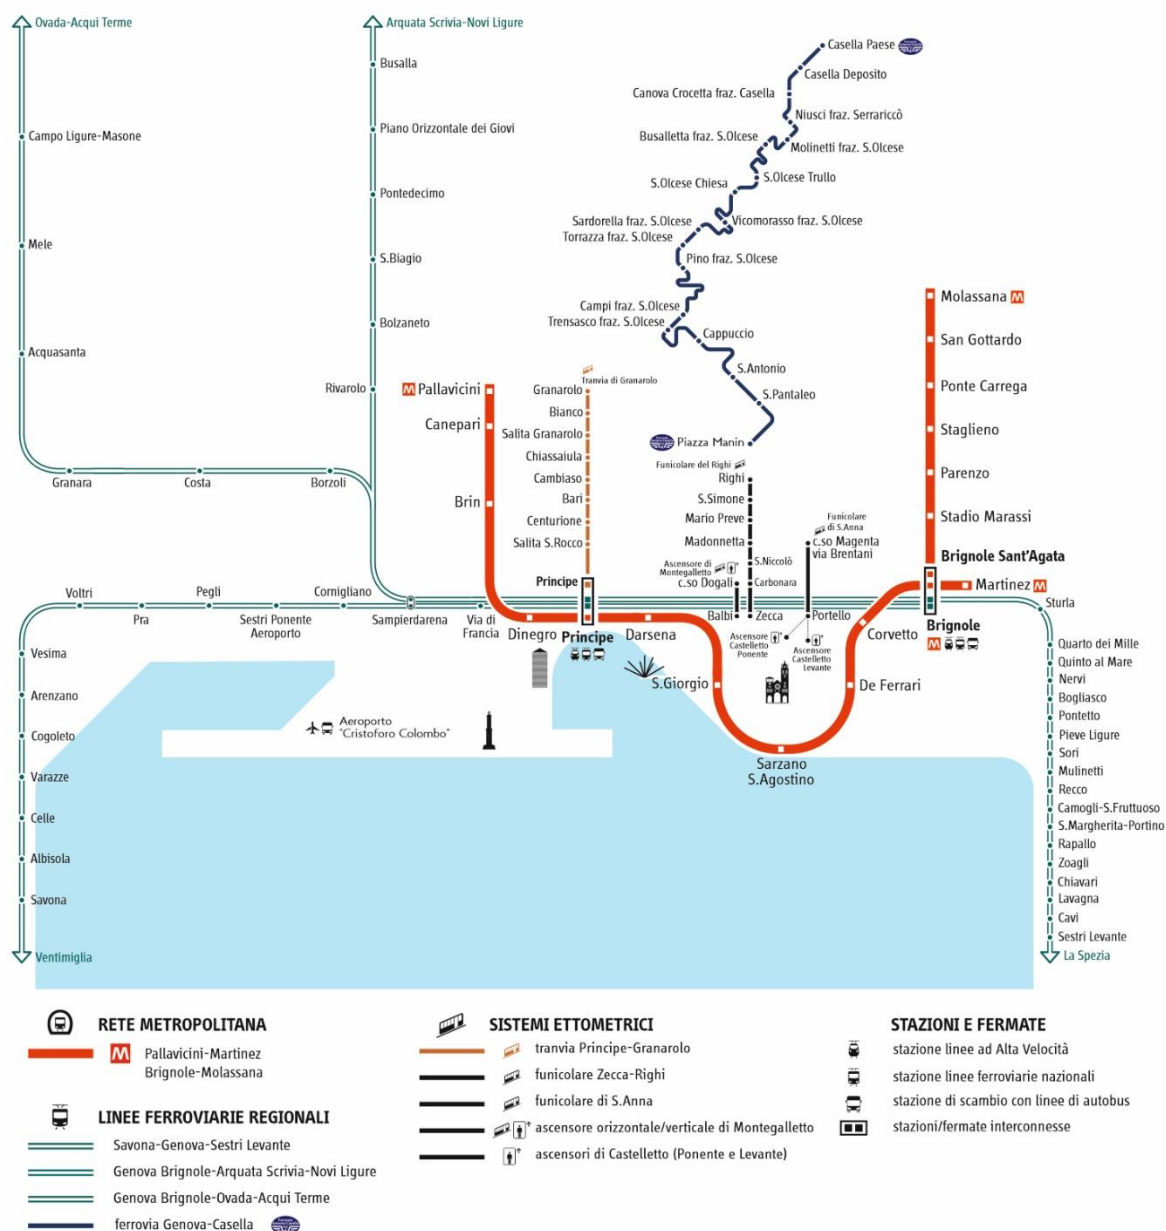 Ovada-Acqui Terme
Campo Ligure-Masone
Mele
Acquasanta
Granara
Costa
Borzoli
Arquata Scrivia-Novi Ligure
Busalla
Piano Orizzontale dei Giovi
Pontedecimo
S.Biagio
Bolzaneto
Rivarolo
Casella Paese
Casella Deposito
Canova Crocetta fraz. Casella
Niusci fraz. Serrariccò
Busalletta fraz. S.Olcese
Molinetti fraz. S.Olcese
S.Olcese Trullo
S.Olcese Chiesa
Vicomorasso fraz. S.Olcese
Sardorella fraz. S.Olcese
Torrazza fraz. S.Olcese
Pino fraz. S.Olcese
Campi fraz. S.Olcese
Trensasco fraz. S.Olcese
Cappuccio
S.Antonio
S.Pantaleo
Piazza Manin
M Pallavicini
Canepari
Brin
Tranvia di Granarolo
Granarolo
Bianco
Salita Granarolo
Chiassaiula
Cambiaso
Bari
Centurione
Salita S.Rocco
Principe
Funicolare del Righi
Righi
S.Simone
Mario Preve
Madonnetta
S.Niccolò
Carbonara
Zecca
Ascensore di
Montegalletto
c.so Dogali
Balbi
Funicolare
di S.Anna
c.so Magenta
via Brentani
Portello
Ascensore
Castelletto
Ponente
Ascensore
Castelletto
Levante
Molassana M
San Gottardo
Ponte Carrega
Staglieno
Parenzo
Stadio Marassi
Brignole Sant'Agata
Martinez M
Brignole
M
Corvetto
De Ferrari
Sarzano
S.Agostino
S.Giorgio
Darsena
Principe
Dinegro
Via di
Francia
Sampierdarena
Cornigliano
Sestri Ponente
Aeroporto
Pegli
Pra
Voltri
Vesima
Arenzano
Cogoleto
Varazze
Celle
Albisola
Savona
Ventimiglia
Aeroporto
"Cristoforo Colombo"
Sturla
Quarto dei Mille
Quinto al Mare
Nervi
Bogliasco
Pontetto
Pieve Ligure
Sori
Mulinetti
Recco
Camogli-S.Fruttuoso
S.Margherita-Portino
Rapallo
Zoagli
Chiavari
Lavagna
Cavi
Sestri Levante
La Spezia
RETE METROPOLITANA
M Pallavicini-Martinez
Brignole-Molassana
LINEE FERROVIARIE REGIONALI
Savona-Genova-Sestri Levante
Genova Brignole-Arquata Scrivia-Novi Ligure
Genova Brignole-Ovada-Acqui Terme
ferrovia Genova-Casella
SISTEMI ETTOMETRICI
tranvia Principe-Granarolo
funicolare Zecca-Righi
funicolare di S.Anna
ascensore orizzontale/verticale di Montegalletto
ascensori di Castelletto (Ponente e Levante)
STAZIONI E FERMATE
stazione linee ad Alta Velocità
stazione linee ferroviarie nazionali
stazione di scambio con linee di autobus
stazioni/fermate interconnesse